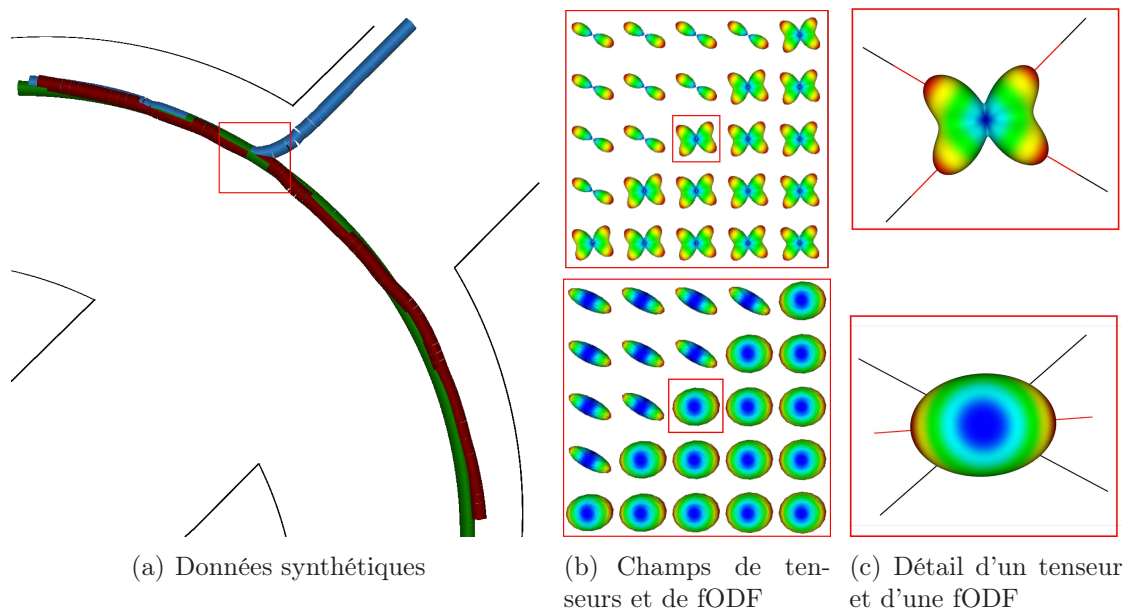 (a) Données synthétiques
(b) Champs de ten-
seurs et de fODF
(c) Détail d'un tenseur
et d'une fODF